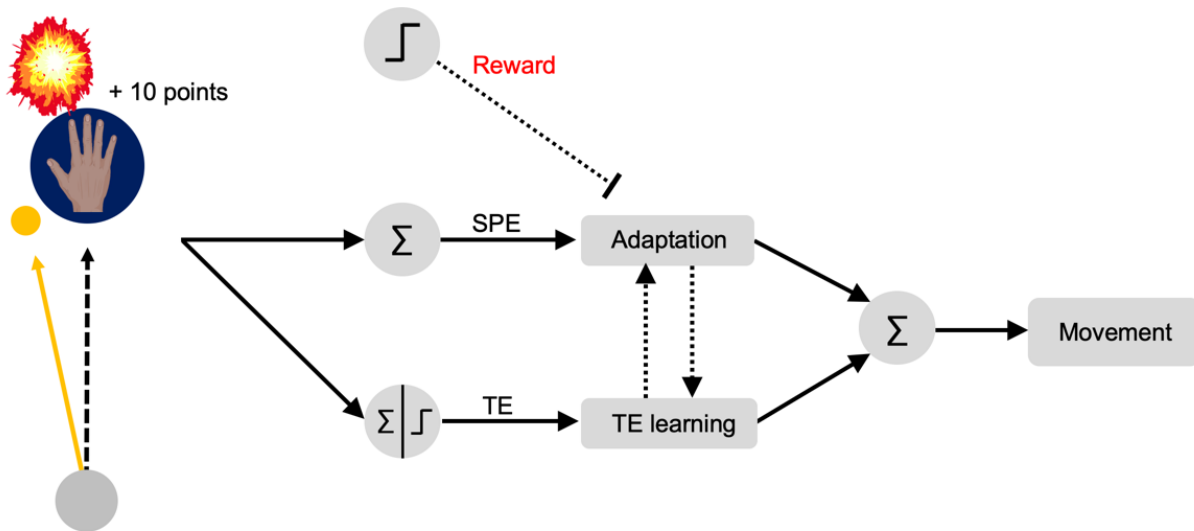 + 10 points
Reward
Σ
SPE
Adaptation
Σ
Movement
Σ
TE
TE learning